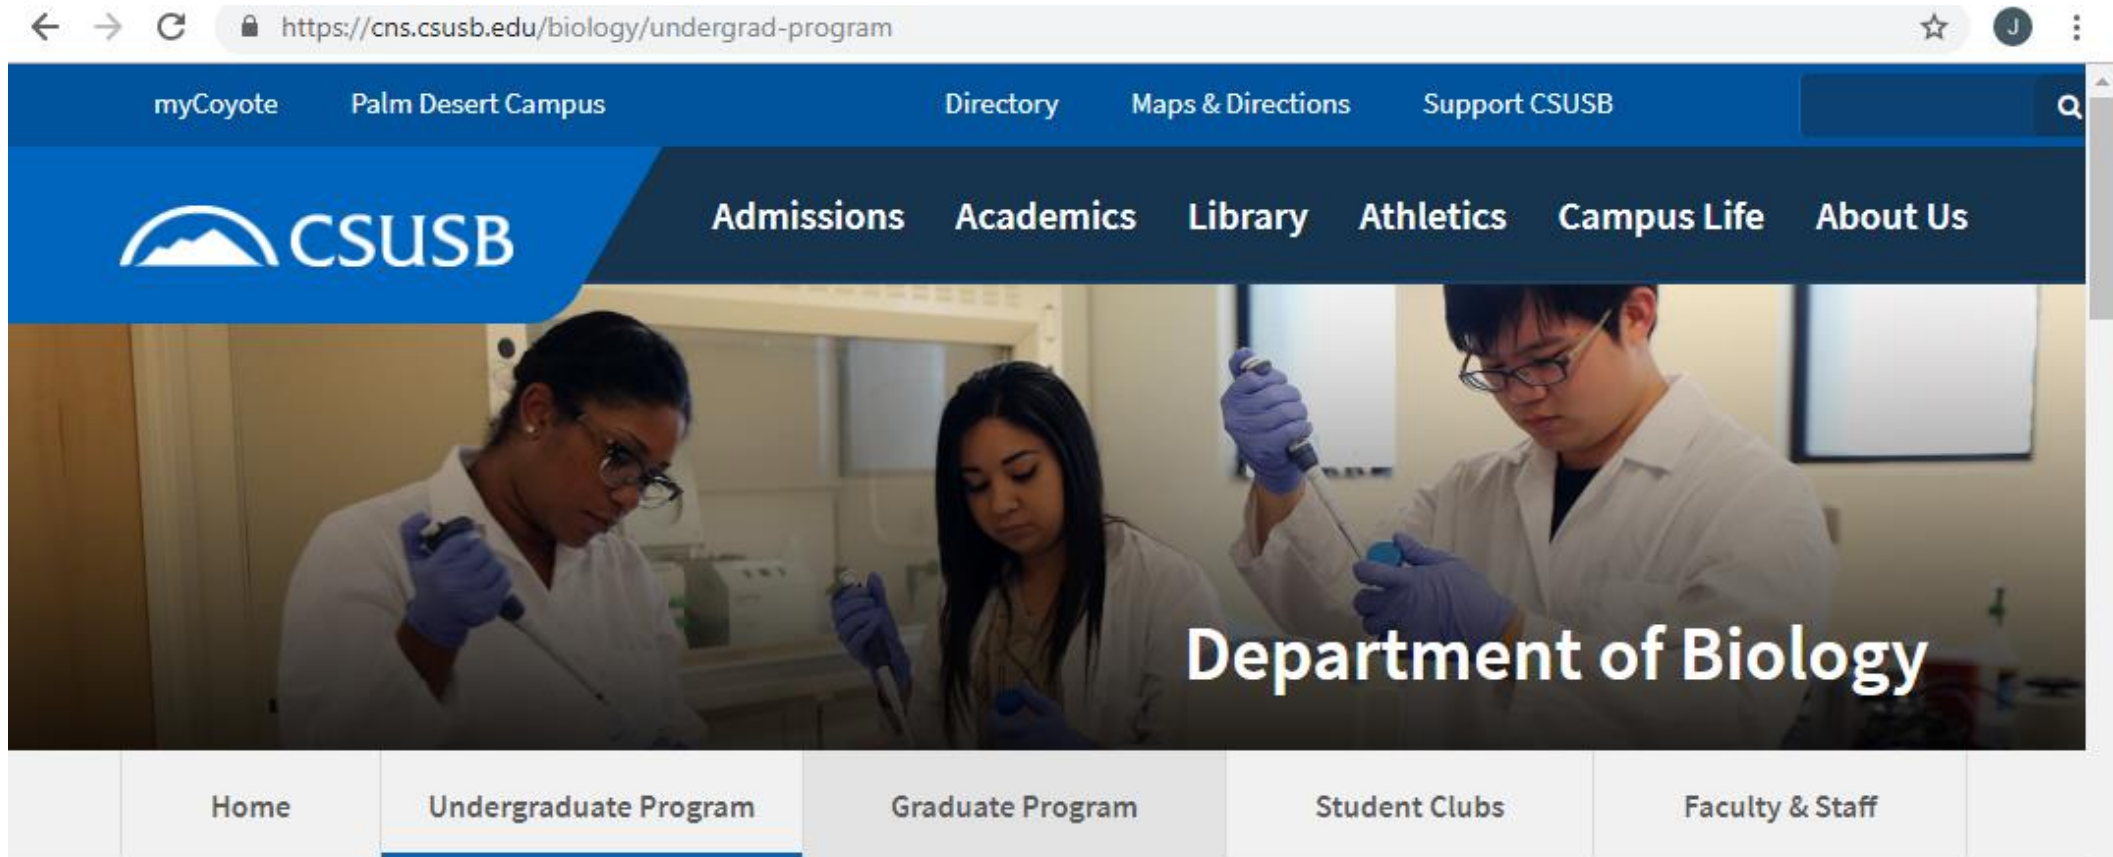 https://cns.csusb.edu/biology/undergrad-program
J
myCoyote Palm Desert Campus Directory Maps & Directions Support CSUSB
CSUSB
Admissions Academics Library Athletics Campus Life About Us
Department of Biology
Home Undergraduate Program Graduate Program Student Clubs Faculty & Staff